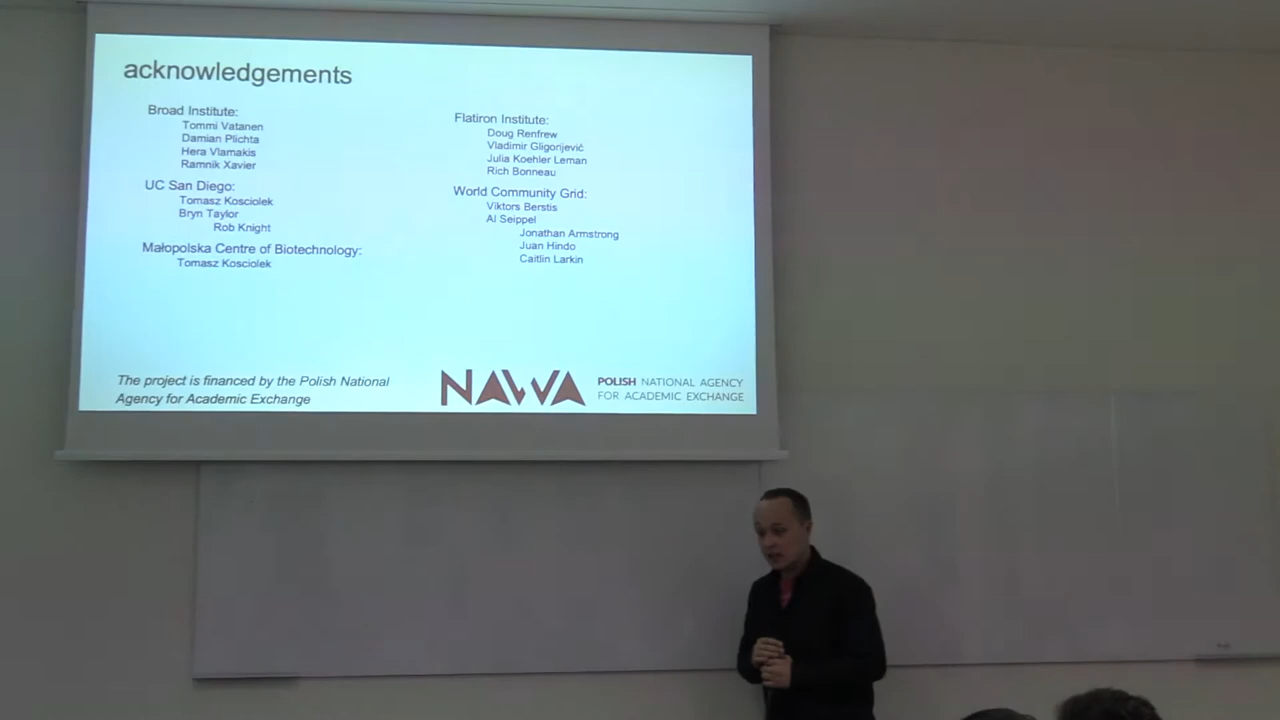 acknowledgements
Broad Institute:
Tommi Vatanen
Damian Plichta
Hera Vlamakis
Ramnik Xavier
UC San Diego:
Tomasz Kosciolek
Bryn Taylor
Rob Knight
Małopolska Centre of Biotechnology:
Tomasz Kosciolek
Flatiron Institute:
Doug Renfrew
Vladimir Gligorijević
Julia Koehler Leman
Rich Bonneau
World Community Grid:
Viktors Berstis
Al Seippel
Jonathan Armstrong
Juan Hindo
Caitlin Larkin
The project is financed by the Polish National
Agency for Academic Exchange
NAWA
POLISH NATIONAL AGENCY
FOR ACADEMIC EXCHANGE